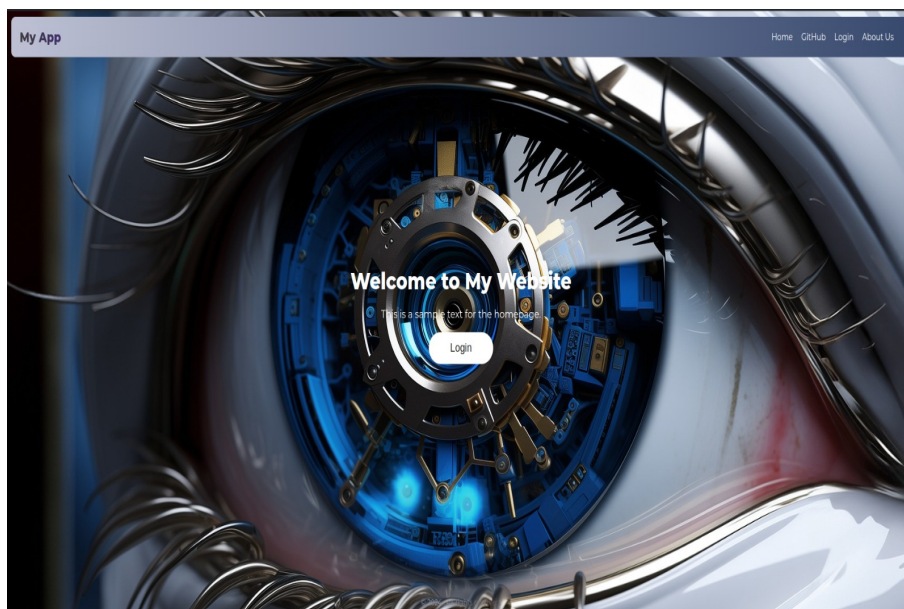 My App
Home GitHub Login About Us
Welcome to My Website
This is a sample text for the homepage.
Login